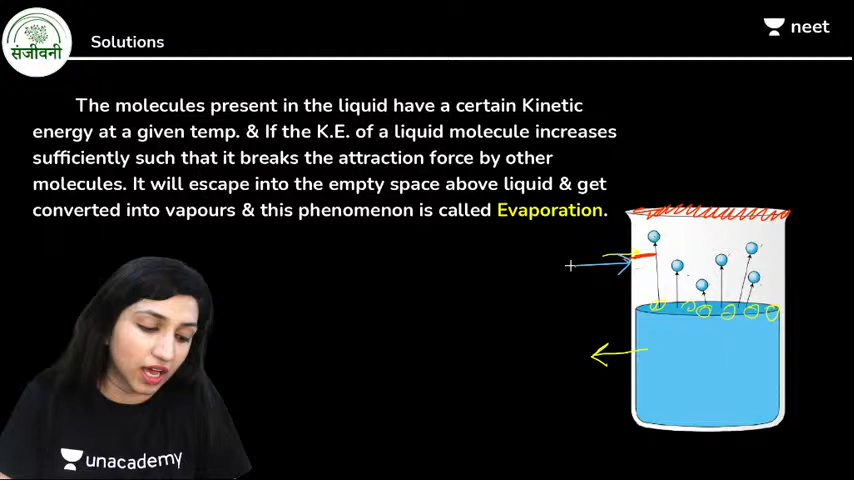 संजीवनी
Solutions
neet
The molecules present in the liquid have a certain Kinetic
energy at a given temp. & If the K.E. of a liquid molecule increases
sufficiently such that it breaks the attraction force by other
molecules. It will escape into the empty space above liquid & get
converted into vapours & this phenomenon is called Evaporation.
unacademy